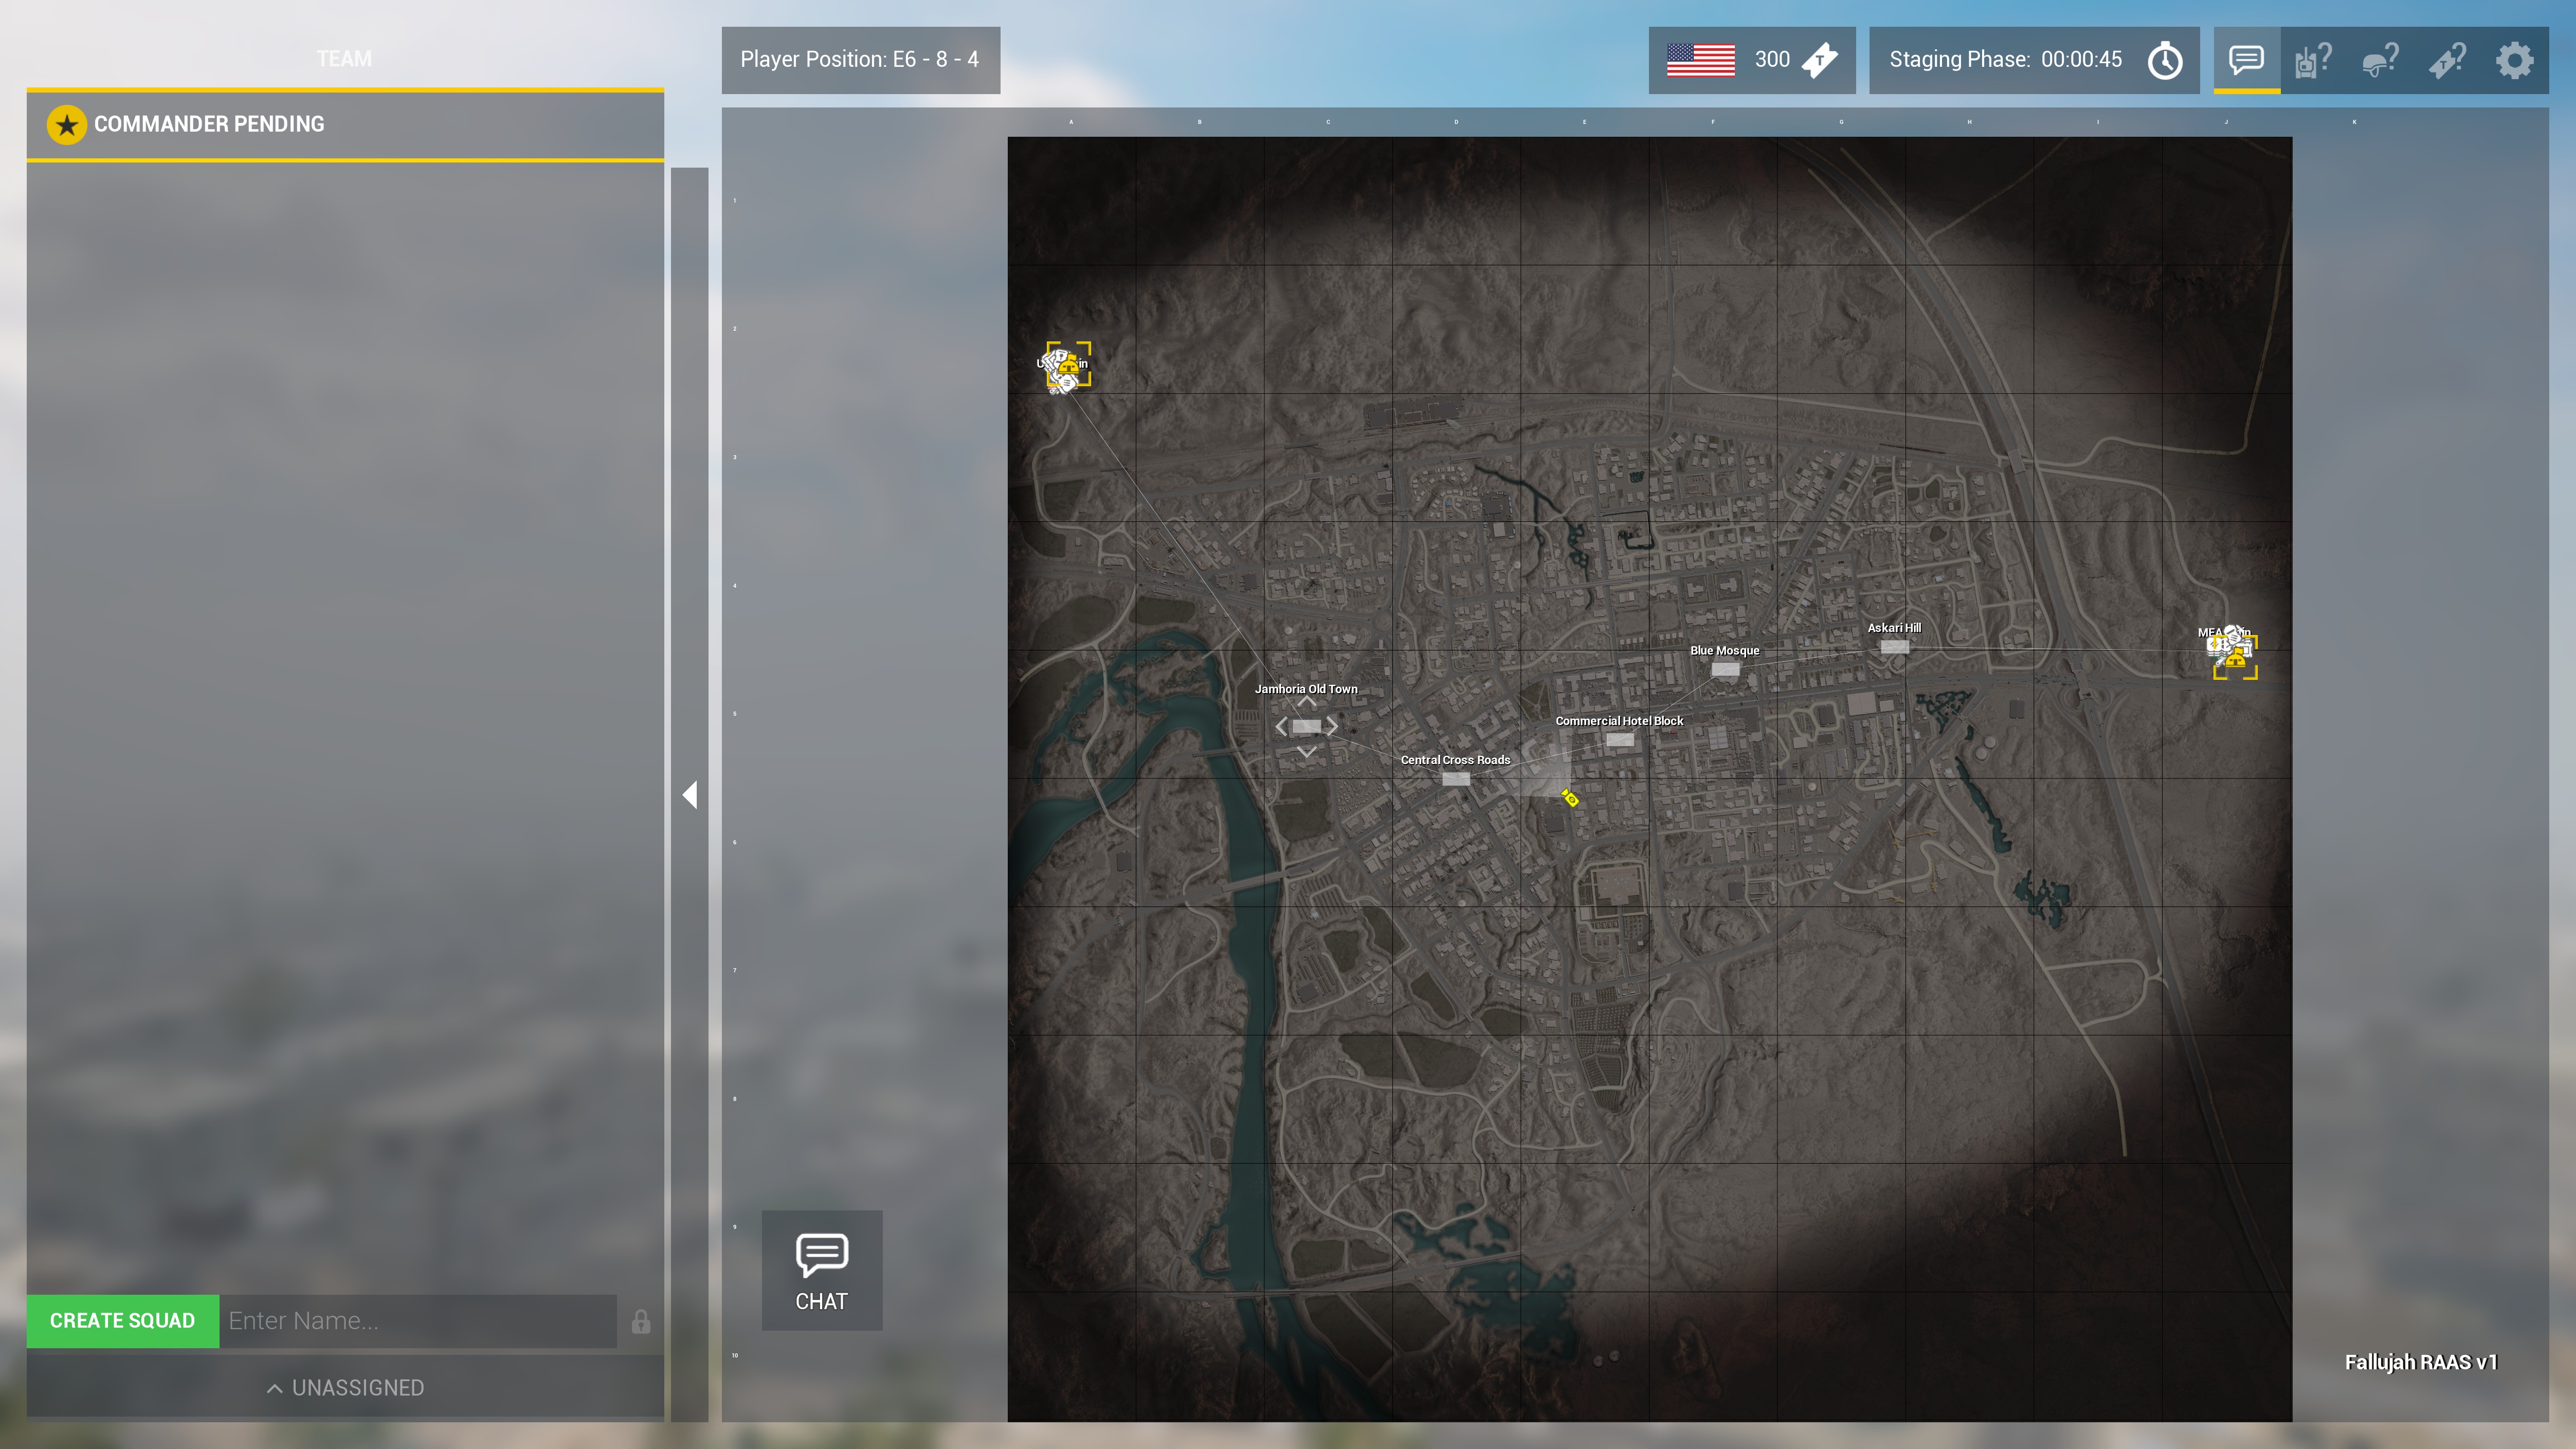 TEAM
Player Position: E6 - 8 - 4
300
T
Staging Phase: 00:00:45
? ? T ?
COMMANDER PENDING
A B C D E F G H I J K
1
2
3
4
Askari Hill
Blue Mosque
Jamhoria Old Town
5
Commercial Hotel Block
Central Cross Roads
6
7
8
9
CHAT
CREATE SQUAD
Enter Name...
10
Fallujah RAAS v1
UNASSIGNED